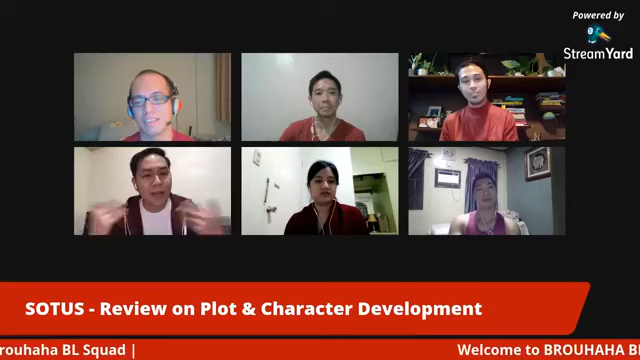 Powered by
StreamYard
SOTUS - Review on Plot & Character Development
rouhaha BL Squad | Welcome to BROUHAHA B